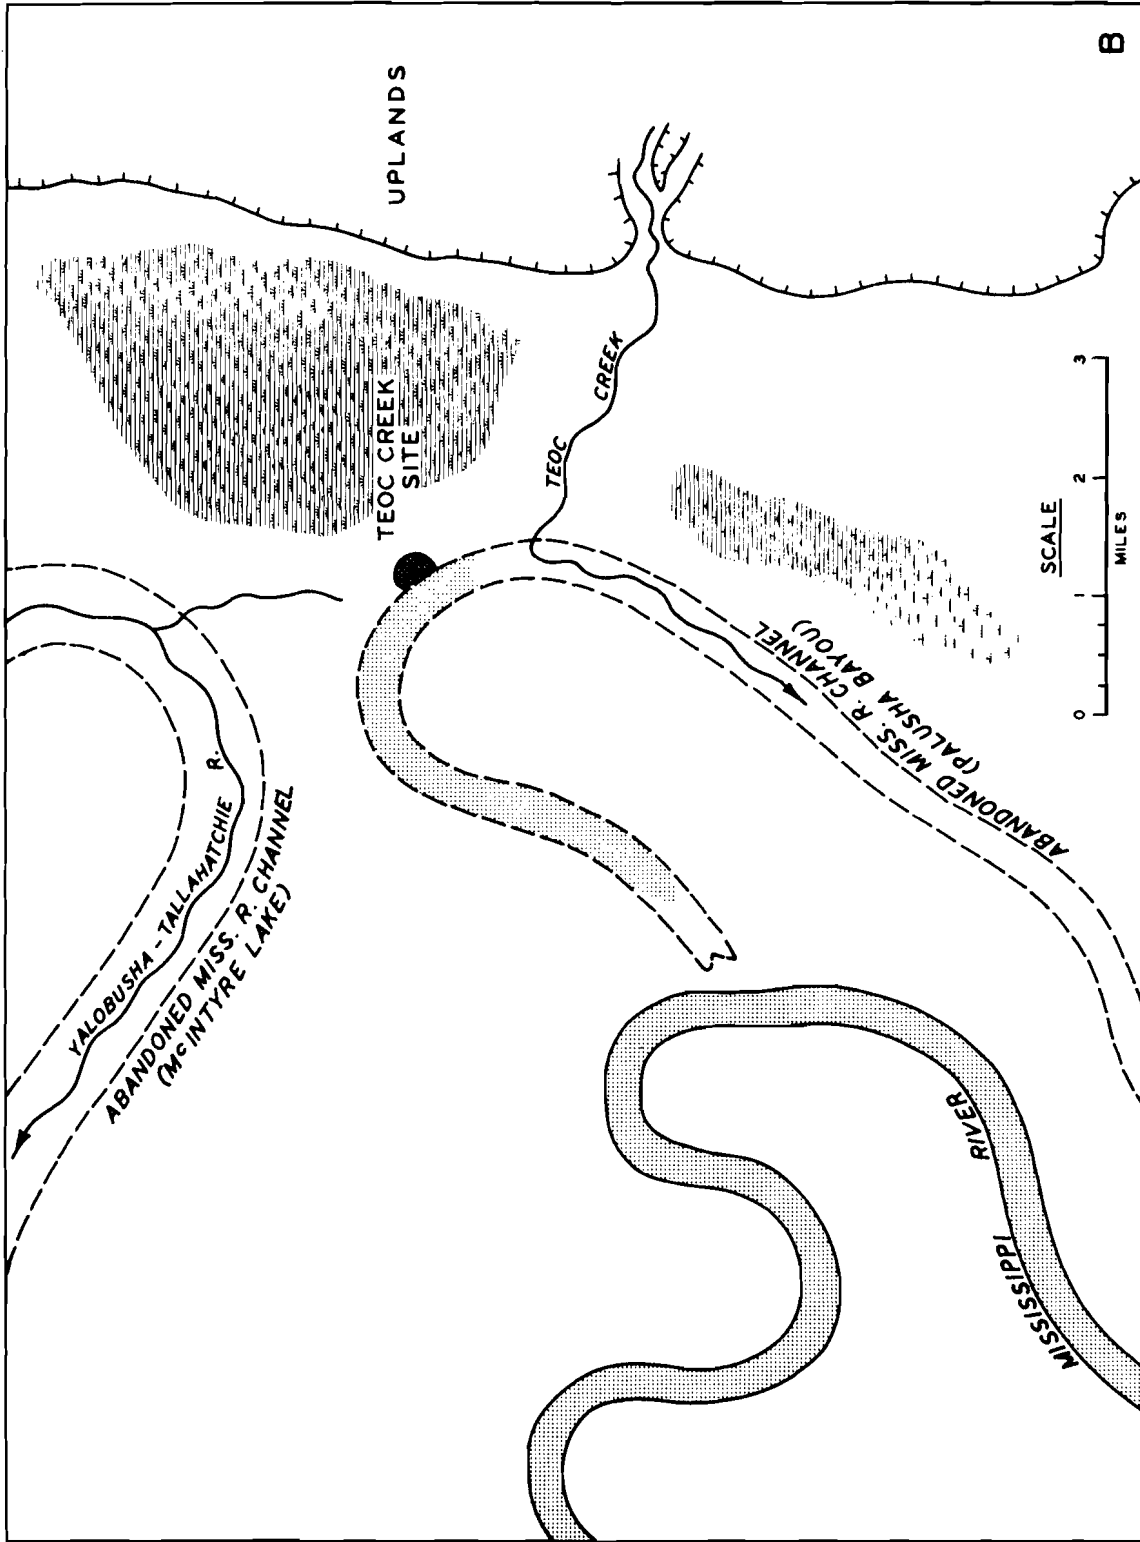 UPLANDS
TEOC CREEK
SITE
TEOC CREEK
YALOBUSHA - TALLAHATCHIE R.
ABANDONED MISS. R. CHANNEL
(McINTYRE LAKE)
ABANDONED MISS. R. CHANNEL
(PALUSHA BAYOU)
MISSISSIPPI RIVER
SCALE
0 1 2 3
MILES
B